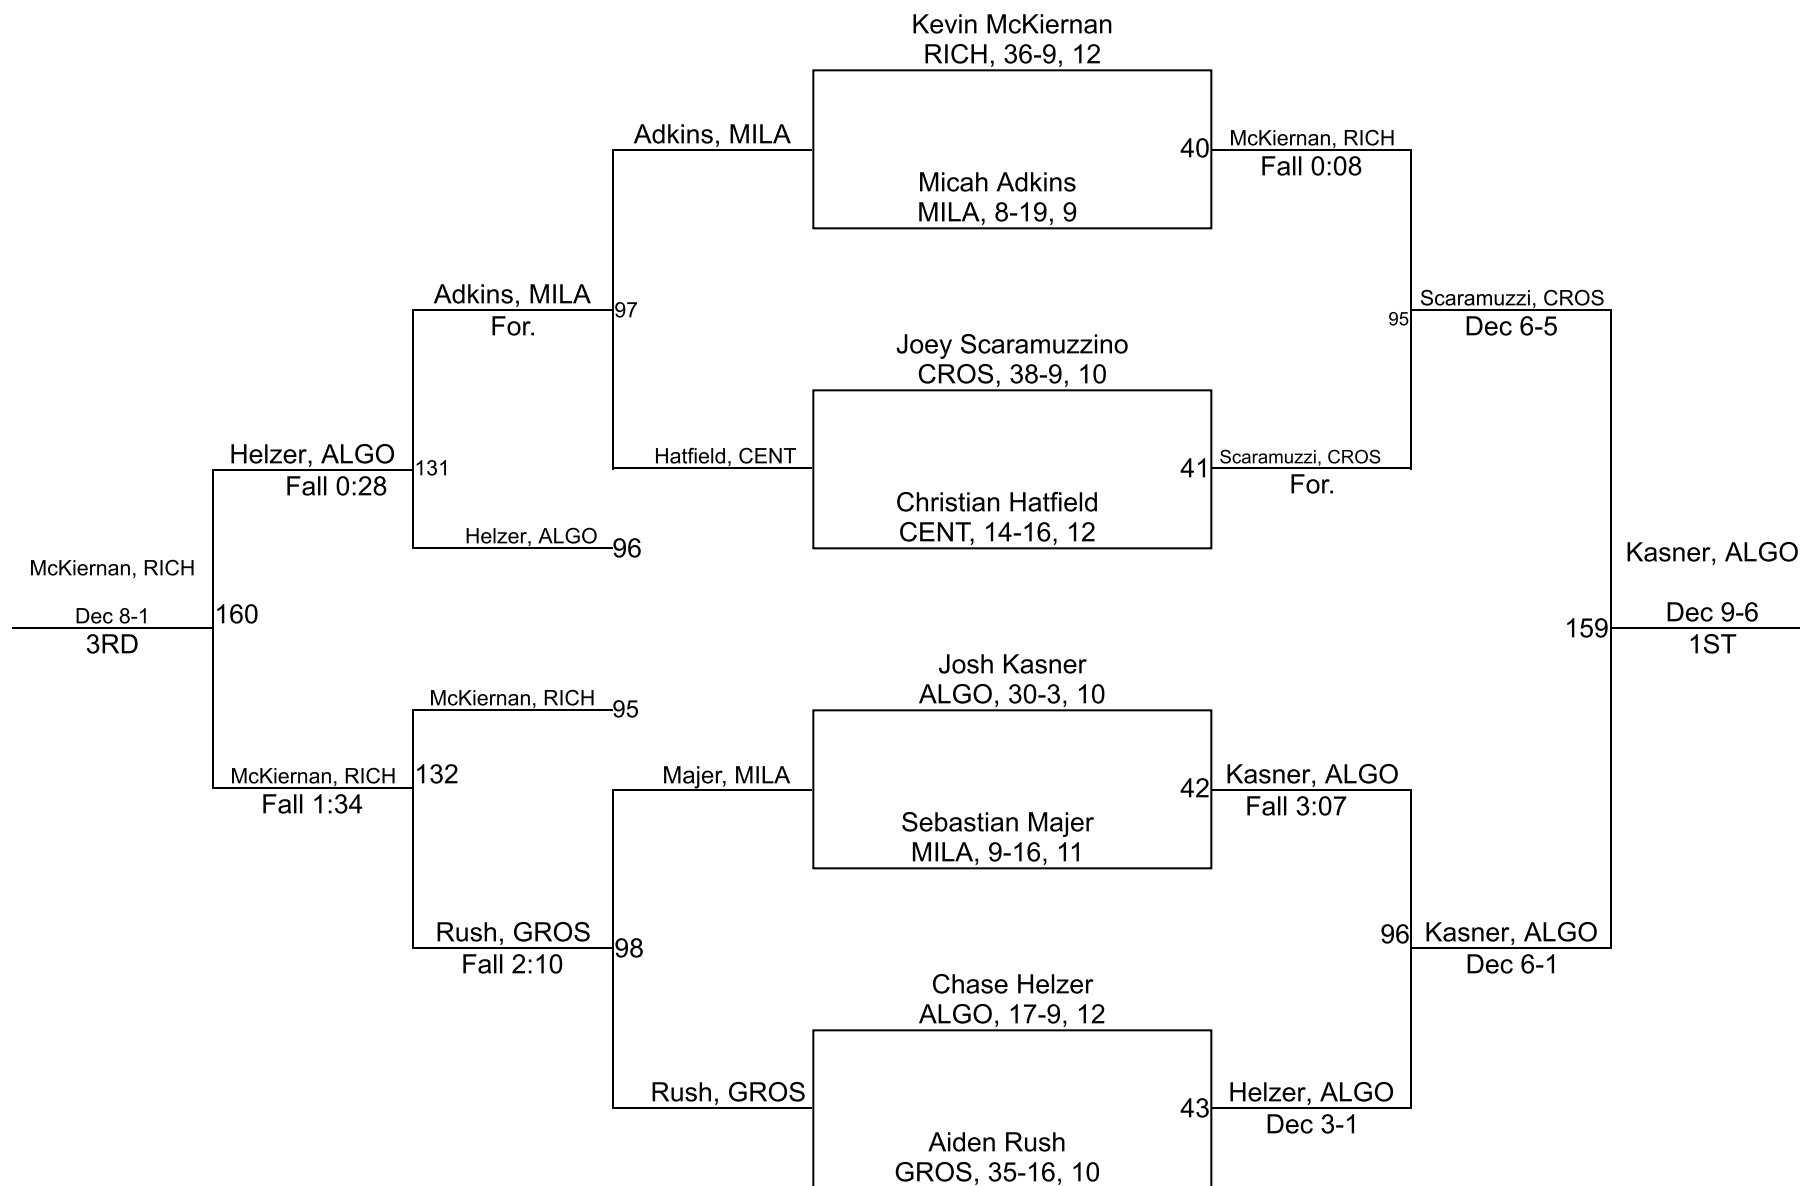 Kevin McKiernan
RICH, 36-9, 12
Adkins, MILA
40
McKiernan, RICH
Fall 0:08
Micah Adkins
MILA, 8-19, 9
Adkins, MILA
For.
97
95
Scaramuzzi, CROS
Dec 6-5
Joey Scaramuzzino
CROS, 38-9, 10
Helzer, ALGO
Fall 0:28
131
Hatfield, CENT
41
Scaramuzzi, CROS
For.
Christian Hatfield
CENT, 14-16, 12
Helzer, ALGO
96
McKiernan, RICH
Dec 8-1
3RD
160
Kasner, ALGO
159
Dec 9-6
1ST
Josh Kasner
ALGO, 30-3, 10
McKiernan, RICH
95
McKiernan, RICH
Fall 1:34
132
Majer, MILA
42
Kasner, ALGO
Fall 3:07
Sebastian Majer
MILA, 9-16, 11
Rush, GROS
Fall 2:10
98
96
Kasner, ALGO
Dec 6-1
Chase Helzer
ALGO, 17-9, 12
Rush, GROS
43
Helzer, ALGO
Dec 3-1
Aiden Rush
GROS, 35-16, 10